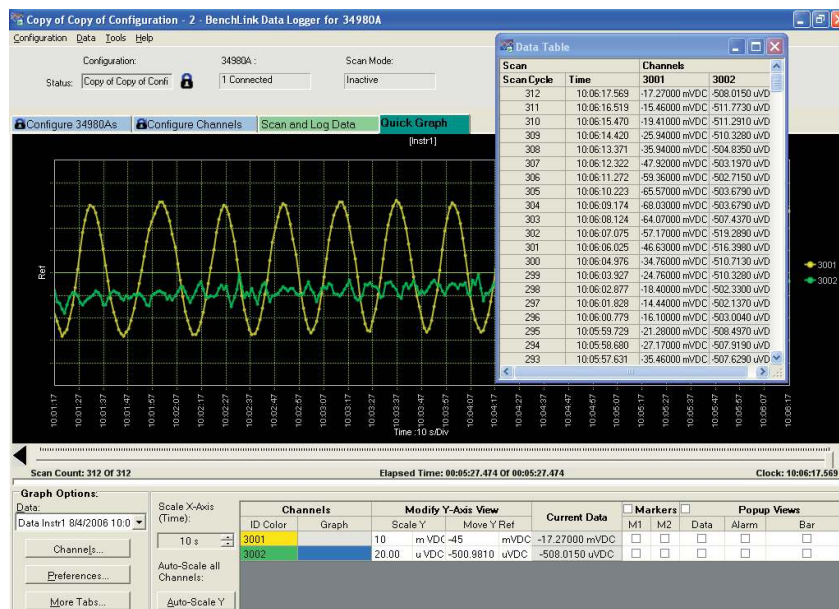 Copy of Copy of Configuration - 2 - BenchLink Data Logger for 34980A
Configuration Data Tools Help
Configuration: 34980A : Scan Mode:
Status: Copy of Copy of Confi 1 Connected Inactive
Configure 34980As Configure Channels Scan and Log Data Quick Graph
[Instr1]
Ref
10:01:17 10:01:27 10:01:37 10:01:47 10:01:57 10:02:07 10:02:17 10:02:27 10:02:37 10:02:47 10:02:57 10:03:07 10:03:17 10:03:27 10:03:37 10:03:47 10:03:57 10:04:07 10:04:17 10:04:27 10:04:37 10:04:47 10:04:57 10:05:07 10:05:17 10:05:27 10:05:37 10:05:47 10:05:57 10:06:07 10:06:17
Time :10 s/Div
3001
3002
Data Table
Scan Channels
Scan Cycle Time 3001 3002
312 10:06:17.569 -17.27000 mVDC -508.0150 uVD
311 10:06:16.519 -15.46000 mVDC -511.7730 uVD
310 10:06:15.470 -19.41000 mVDC -511.2910 uVD
309 10:06:14.420 -25.94000 mVDC -510.3280 uVD
308 10:06:13.371 -35.94000 mVDC -504.8350 uVD
307 10:06:12.322 -47.92000 mVDC -503.1970 uVD
306 10:06:11.272 -59.36000 mVDC -502.7150 uVD
305 10:06:10.223 -65.57000 mVDC -503.6790 uVD
304 10:06:09.174 -68.03000 mVDC -503.6790 uVD
303 10:06:08.124 -64.07000 mVDC -507.4370 uVD
302 10:06:07.075 -57.17000 mVDC -519.2890 uVD
301 10:06:06.025 -46.63000 mVDC -516.3980 uVD
300 10:06:04.976 -34.76000 mVDC -510.7130 uVD
299 10:06:03.927 -24.76000 mVDC -510.3280 uVD
298 10:06:02.877 -18.40000 mVDC -502.3300 uVD
297 10:06:01.828 -14.44000 mVDC -502.1370 uVD
296 10:06:00.779 -16.10000 mVDC -503.0040 uVD
295 10:05:59.729 -21.28000 mVDC -508.4970 uVD
294 10:05:58.680 -27.17000 mVDC -507.9190 uVD
293 10:05:57.631 -35.46000 mVDC -507.6290 uVD
Scan Count: 312 Of 312 Elapsed Time: 00:05:27.474 Of 00:05:27.474 Clock: 10:06:17.569
Graph Options:
Data:
Data Instr1 8/4/2006 10:0
Channels...
Preferences...
More Tabs...
Scale X-Axis
(Time):
10 s
Auto-Scale all
Channels:
Auto-Scale Y
Channels Modify Y-Axis View Current Data Markers Popup Views
ID Color Graph Scale Y Move Y Ref M1 M2 Data Alarm Bar
3001 10 m VDC -45 mVDC -17.27000 mVDC
3002 20.00 u VDC -500.9810 uVDC -508.0150 uVDC